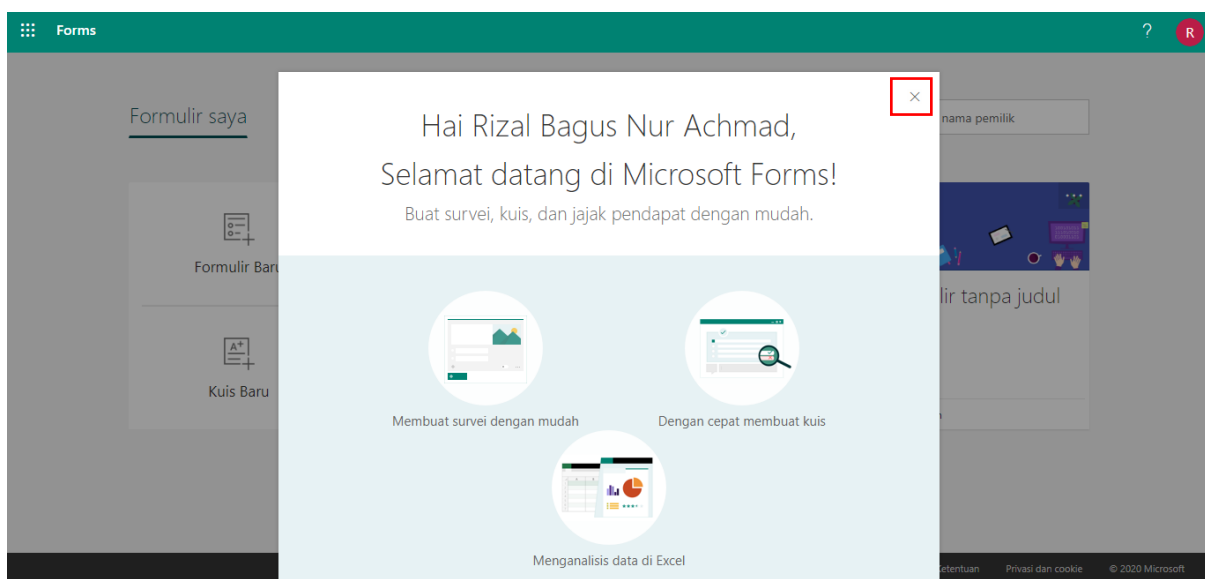 Forms
?
R
Formulir saya
nama pemilik
Hai Rizal Bagus Nur Achmad,
Selamat datang di Microsoft Forms!
Buat survei, kuis, dan jajak pendapat dengan mudah.
Formulir Baru
lir tanpa judul
Kuis Baru
Membuat survei dengan mudah
Dengan cepat membuat kuis
Menganalisis data di Excel
Ketentuan
Privasi dan cookie
© 2020 Microsoft